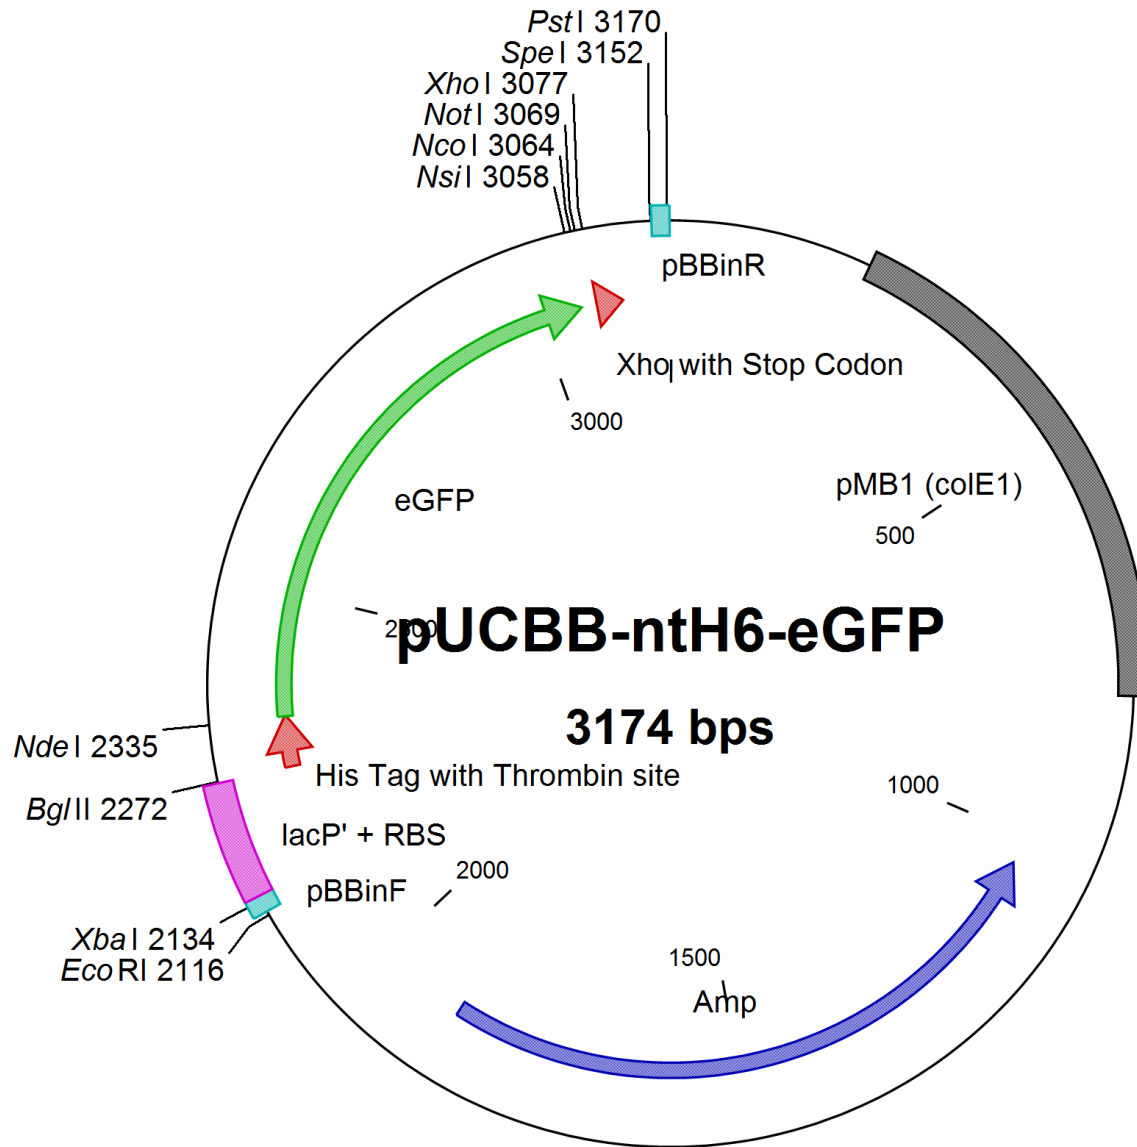 PstI 3170
SpeI 3152
XhoI 3077
NotI 3069
NcoI 3064
NsiI 3058
pBBinR
XhoI with Stop Codon
3000
eGFP
pMB1 (colE1)
500
2500
pUCBB-ntH6-eGFP
3174 bps
NdeI 2335
His Tag with Thrombin site
BglII 2272
1000
lacP' + RBS
pBBinF
2000
XbaI 2134
EcoRI 2116
1500
Amp